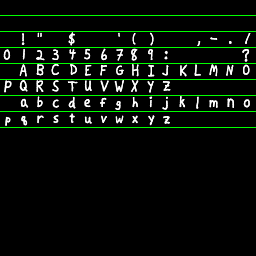 ! " $ ' ( ) , - . /
0 1 2 3 4 5 6 7 8 9 : ?
A B C D E F G H I J K L M N O
P Q R S T U V W X Y Z
a b c d e f g h i j k l m n o
p q r s t u v w x y z